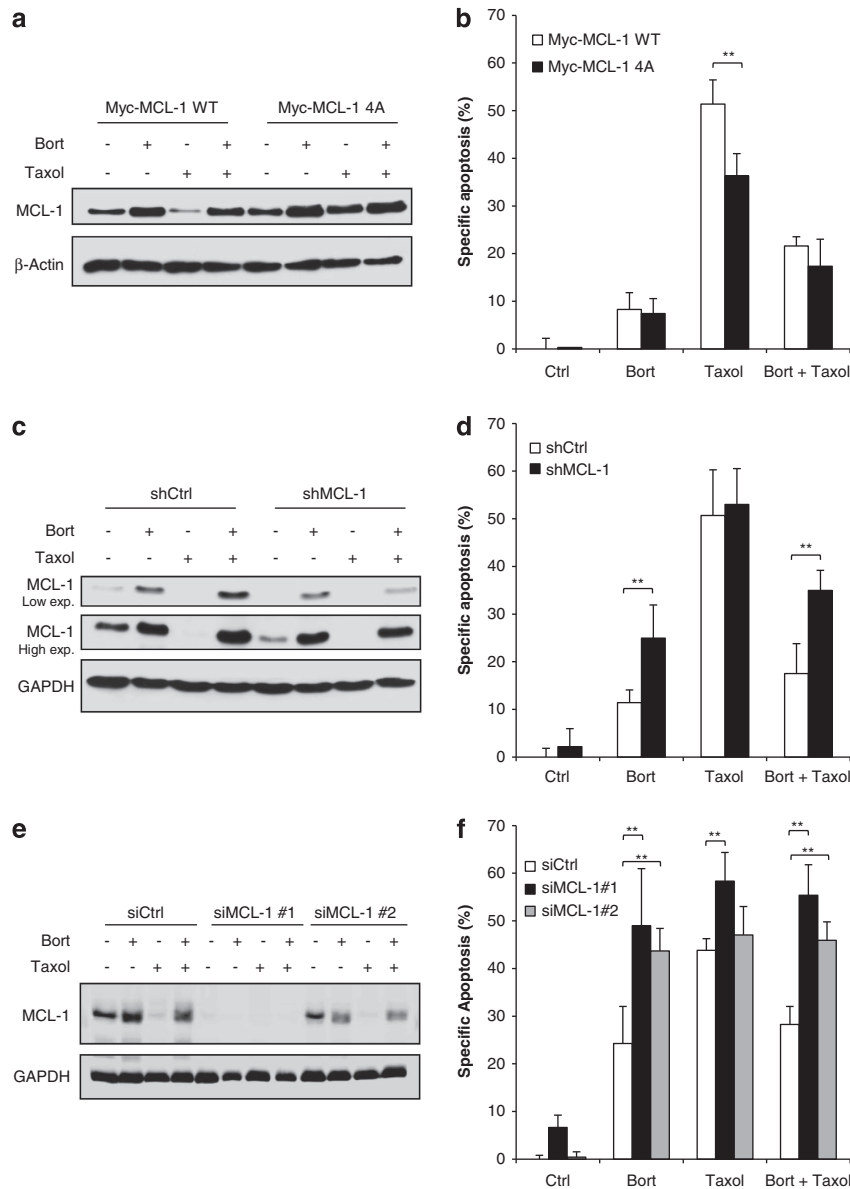 a
Myc-MCL-1 WT Myc-MCL-1 4A
Bort - + - + - + - +
Taxol - - + + - - + +
MCL-1
β-Actin
b
Specific apoptosis (%)
70
60
50
40
30
20
10
0
Myc-MCL-1 WT
Myc-MCL-1 4A
**
Ctrl Bort Taxol Bort + Taxol
c
shCtrl shMCL-1
Bort - + - + - + - +
Taxol - - + + - - + +
MCL-1
Low exp.
MCL-1
High exp.
GAPDH
d
Specific apoptosis (%)
70
60
50
40
30
20
10
0
shCtrl
shMCL-1
** **
Ctrl Bort Taxol Bort + Taxol
e
siCtrl siMCL-1 #1 siMCL-1 #2
Bort - + - + - + - + - + - +
Taxol - - + + - - + + - - + +
MCL-1
GAPDH
f
Specific Apoptosis (%)
70
60
50
40
30
20
10
0
siCtrl
siMCL-1#1
siMCL-1#2
** ** **
** **
Ctrl Bort Taxol Bort + Taxol